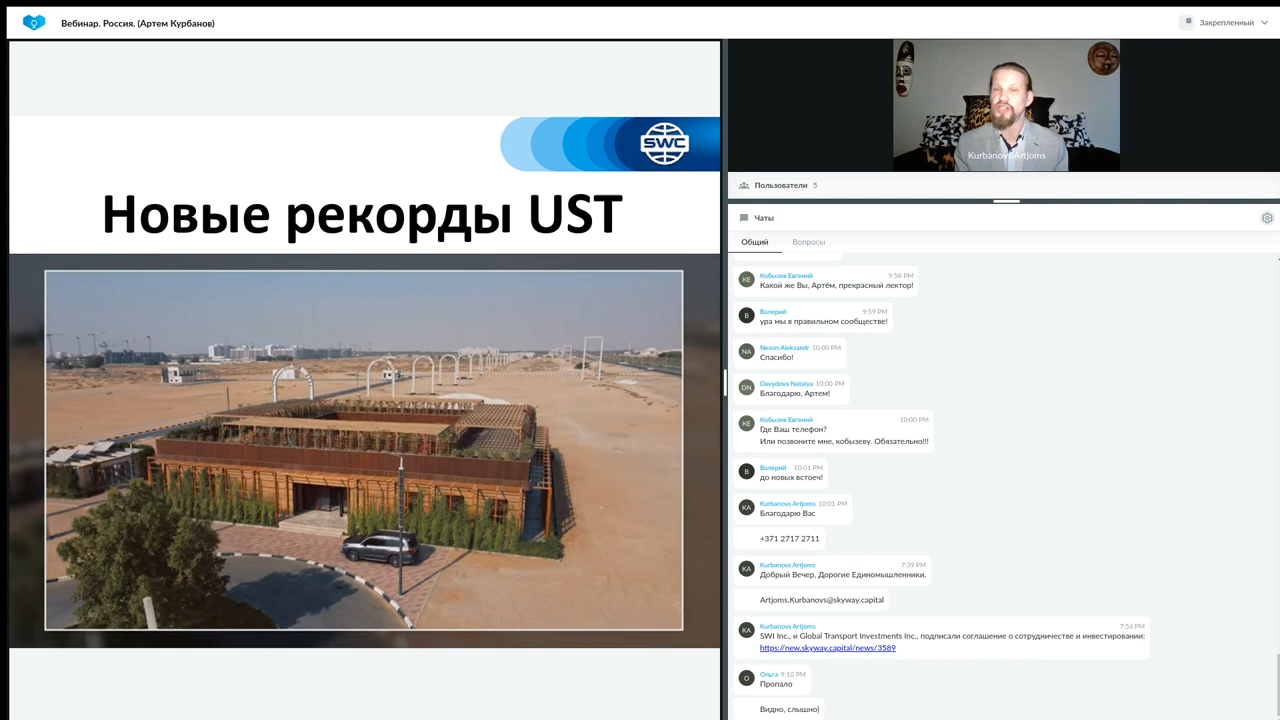 Вебинар. Россия. (Артем Курбанов)
Закрепленный
SWC
Новые рекорды UST
Kurbanovs Artjoms
Пользователи 5
Чаты
Общий
Вопросы
KE
Кобызев Евгений 9:58 PM
Какой же Вы, Артём, прекрасный лектор!
В
Валерий 9:59 PM
ура мы в правильном сообществе!
NA
Neson Aleksandr 10:00 PM
Спасибо!
DN
Davydova Natalya 10:00 PM
Благодарю, Артем!
KE
Кобызев Евгений 10:00 PM
Где Ваш телефон?
Или позвоните мне, кобызеву. Обязательно!!!
В
Валерий 10:01 PM
до новых встоеч!
KA
Kurbanovs Artjoms 10:01 PM
Благодарю Вас
+371 2717 2711
KA
Kurbanovs Artjoms 7:39 PM
Добрый Вечер, Дорогие Единомышленники.
Artjoms.Kurbanovs@skyway.capital
KA
Kurbanovs Artjoms 7:56 PM
SWI Inc., и Global Transport Investments Inc., подписали соглашение о сотрудничестве и инвестировании:
https://new.skyway.capital/news/3589
О
Ольга 9:10 PM
Пропало
Видно, слышно)